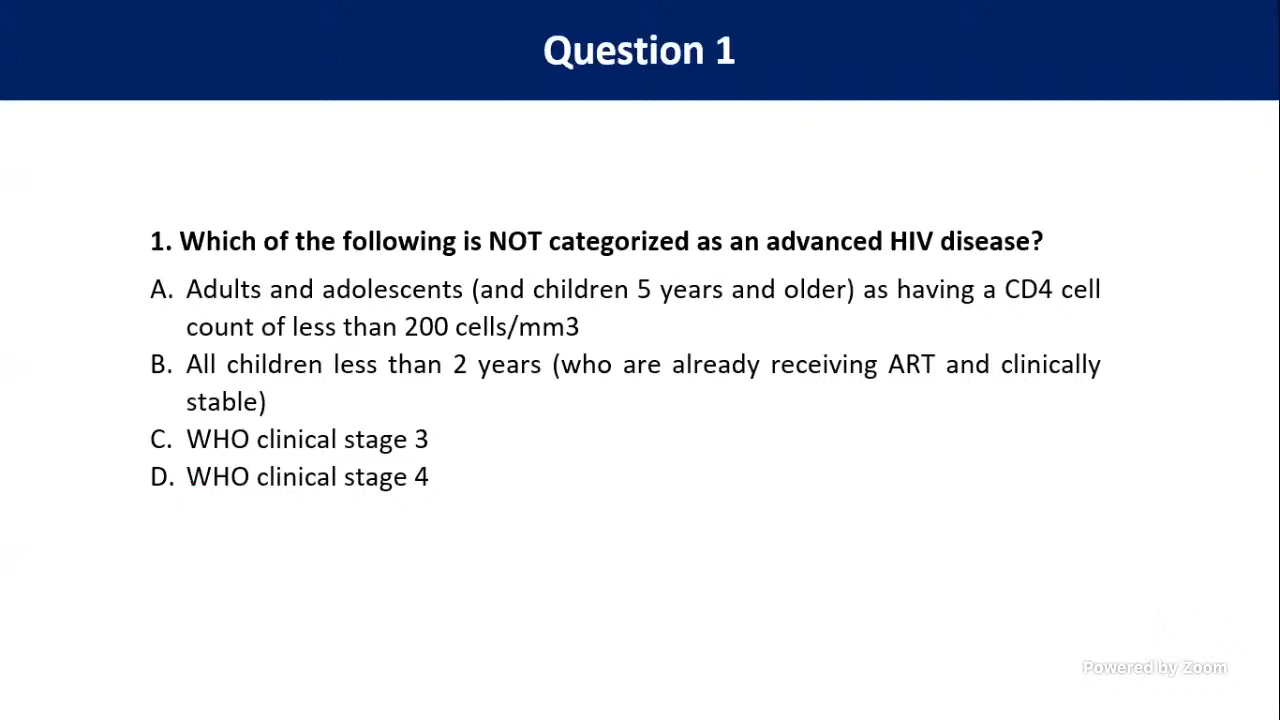 Question 1
1. Which of the following is NOT categorized as an advanced HIV disease?
A. Adults and adolescents (and children 5 years and older) as having a CD4 cell
count of less than 200 cells/mm3
B. All children less than 2 years (who are already receiving ART and clinically
stable)
C. WHO clinical stage 3
D. WHO clinical stage 4
Powered by Zoom